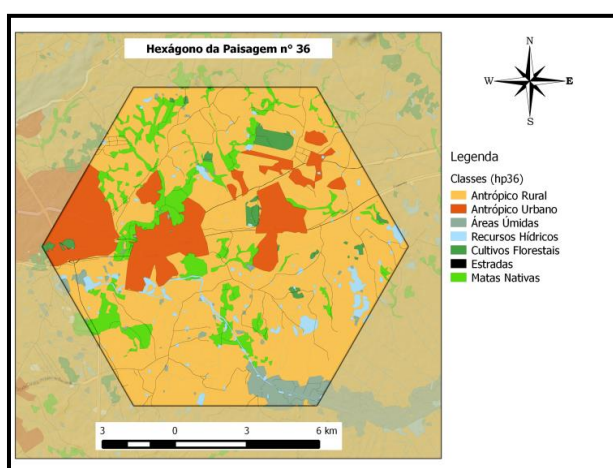 Hexágono da Paisagem n° 36
N
W
E
S
Legenda
Classes (hp36)
Antrópico Rural
Antrópico Urbano
Áreas Úmidas
Recursos Hídricos
Cultivos Florestais
Estradas
Matas Nativas
3 0 3 6 km